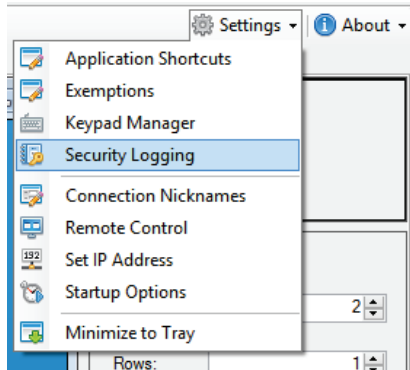 Settings About
Application Shortcuts
Exemptions
Keypad Manager
Security Logging
Connection Nicknames
Remote Control
192 Set IP Address
Startup Options
2
Minimize to Tray
Rows: 1